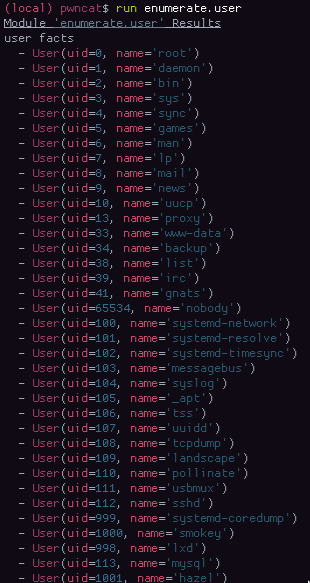 (local) pwncat$ run enumerate.user
Module 'enumerate.user' Results
user facts
- User(uid=0, name='root')
- User(uid=1, name='daemon')
- User(uid=2, name='bin')
- User(uid=3, name='sys')
- User(uid=4, name='sync')
- User(uid=5, name='games')
- User(uid=6, name='man')
- User(uid=7, name='lp')
- User(uid=8, name='mail')
- User(uid=9, name='news')
- User(uid=10, name='uucp')
- User(uid=13, name='proxy')
- User(uid=33, name='www-data')
- User(uid=34, name='backup')
- User(uid=38, name='list')
- User(uid=39, name='irc')
- User(uid=41, name='gnats')
- User(uid=65534, name='nobody')
- User(uid=100, name='systemd-network')
- User(uid=101, name='systemd-resolve')
- User(uid=102, name='systemd-timesync')
- User(uid=103, name='messagebus')
- User(uid=104, name='syslog')
- User(uid=105, name='_apt')
- User(uid=106, name='tss')
- User(uid=107, name='uuidd')
- User(uid=108, name='tcpdump')
- User(uid=109, name='landscape')
- User(uid=110, name='pollinate')
- User(uid=111, name='usbmux')
- User(uid=112, name='sshd')
- User(uid=999, name='systemd-coredump')
- User(uid=1000, name='smokey')
- User(uid=998, name='lxd')
- User(uid=113, name='mysql')
- User(uid=1001, name='hazel')